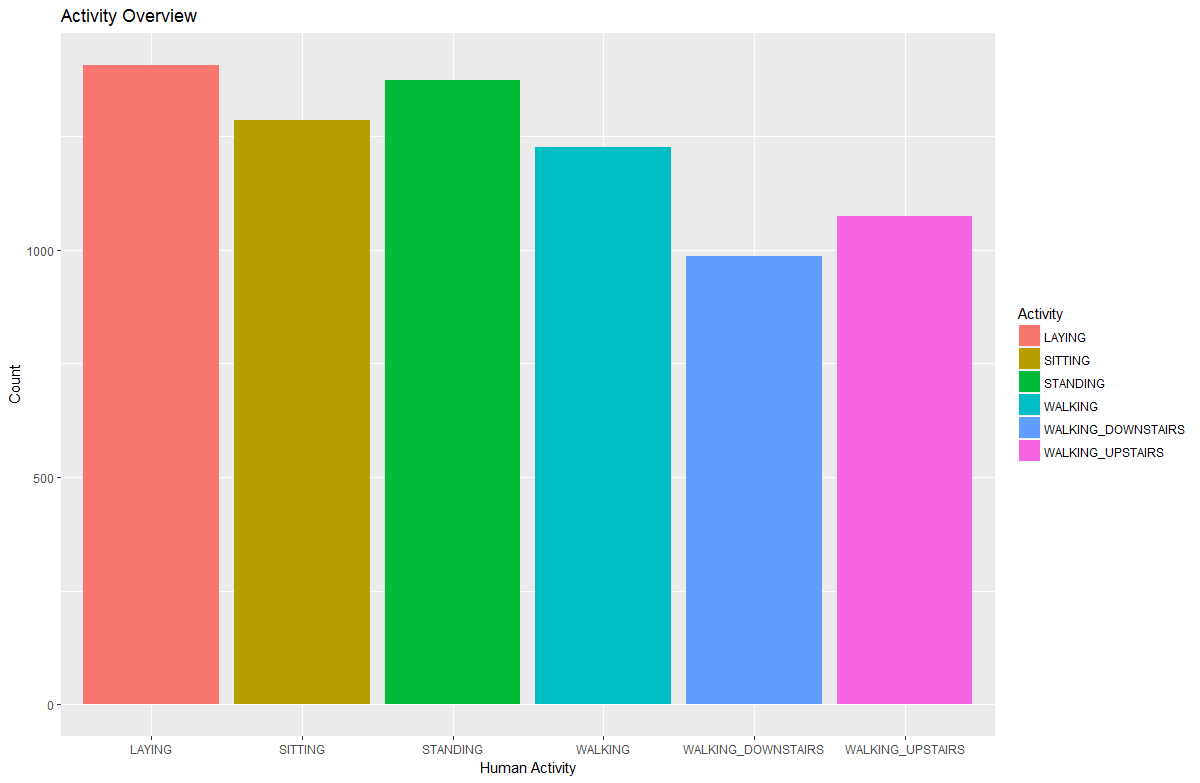 Activity Overview
Count
1000
500
0
LAYING
SITTING
STANDING
WALKING
WALKING_DOWNSTAIRS
WALKING_UPSTAIRS
Human Activity
Activity
LAYING
SITTING
STANDING
WALKING
WALKING_DOWNSTAIRS
WALKING_UPSTAIRS